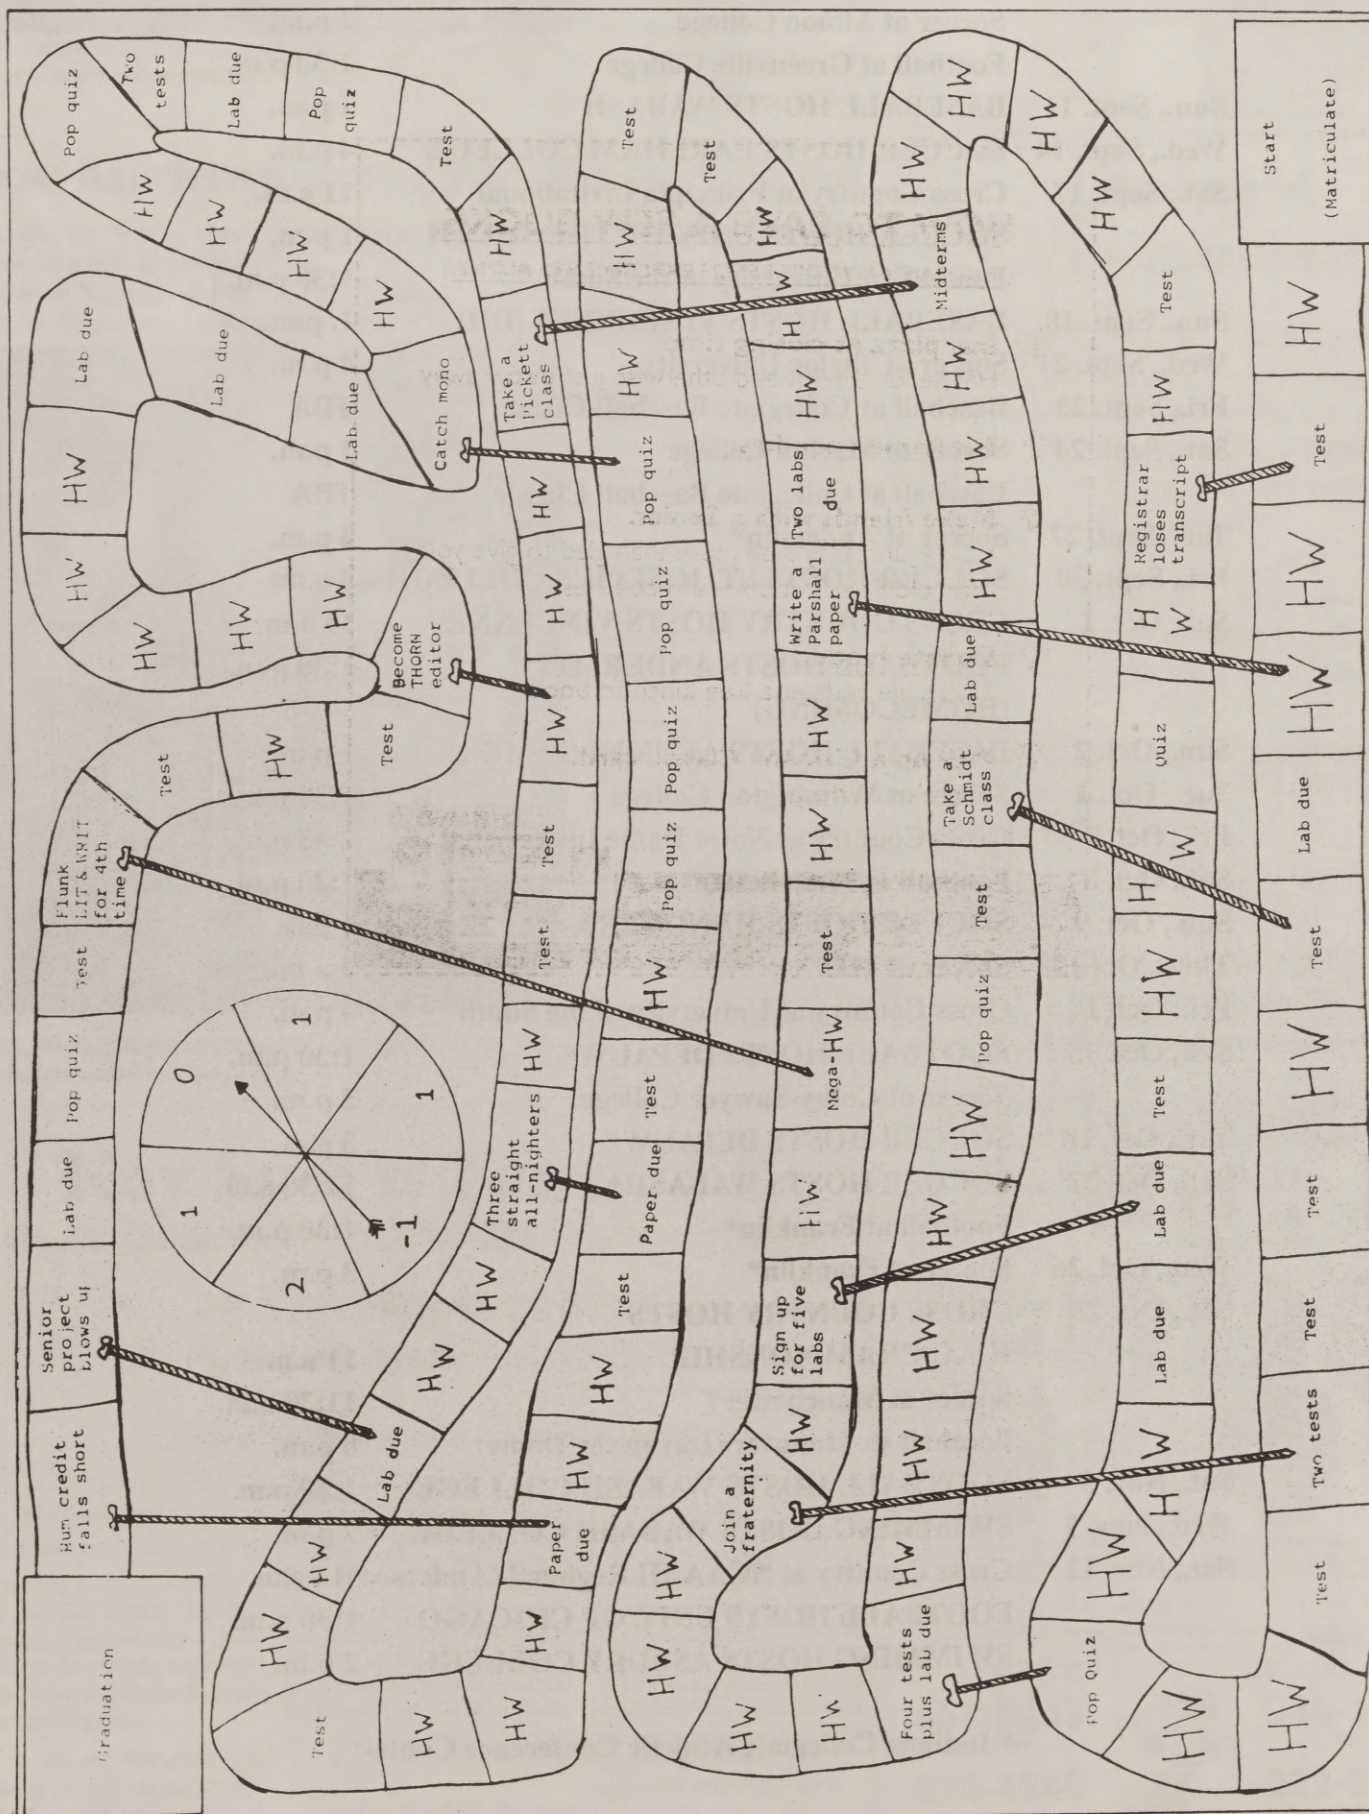 Graduation
Hum credit
falls short
Senior
project
blows up
Lab due
Pop quiz
Test
Flunk
LIT & WRIT
for 4th
time
Test
HW
Test
Become
THORN
editor
HW
HW
HW
HW
HW
Lab due
Lab due
Lab due
Catch mono
HW
HW
HW
HW
Pop quiz
Two
tests
Lab due
Pop
quiz
Test
Take a
Pickett
class
HW
HW
HW
Test
Test
HW
Three
straight
all-nighters
HW
HW
Lab due
HW
HW
Test
HW
HW
HW
Paper
due
HW
HW
Test
Paper due
Test
HW
Pop quiz
Pop quiz
Pop quiz
Pop quiz
HW
HW
Test
Test
HW
HW
Two labs
due
Write a
Parshall
paper
HW
HW
Test
Mega-HW
HW
Sign up
for five
labs
HW
Join a
fraternity
HW
HW
HW
HW
Four tests
plus lab due
HW
HW
HW
HW
Pop quiz
Test
Take a
Schmidt
class
Lab due
HW
HW
HW
Midterms
HW
HW
HW
HW
Test
HW
Registrar
loses
transcript
HW
Quiz
HW
HW
Test
Lab due
Lab due
HW
HW
Pop Quiz
HW
HW
Test
Two tests
Test
Test
HW
Test
Lab due
HW
HW
Test
HW
Start
(Matriculate)
0
1
1
-1
2
1